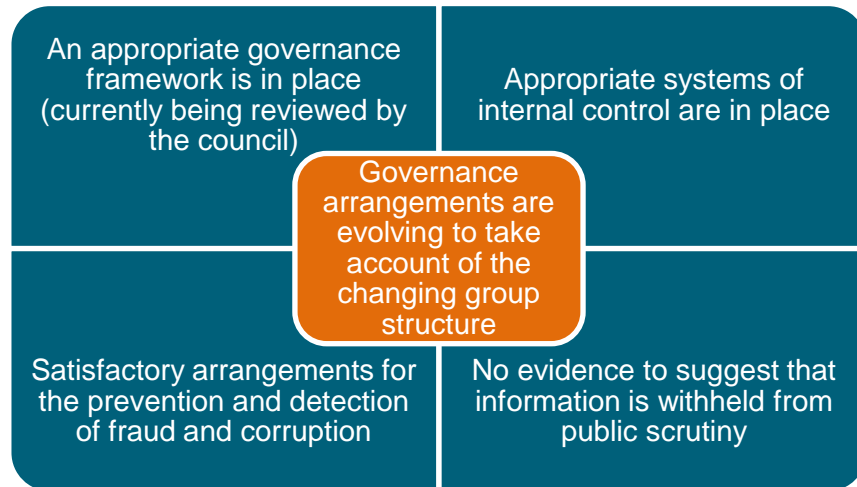 An appropriate governance
framework is in place
(currently being reviewed by
the council)
Appropriate systems of
internal control are in place
Governance
arrangements are
evolving to take
account of the
changing group
structure
Satisfactory arrangements for
the prevention and detection
of fraud and corruption
No evidence to suggest that
information is withheld from
public scrutiny